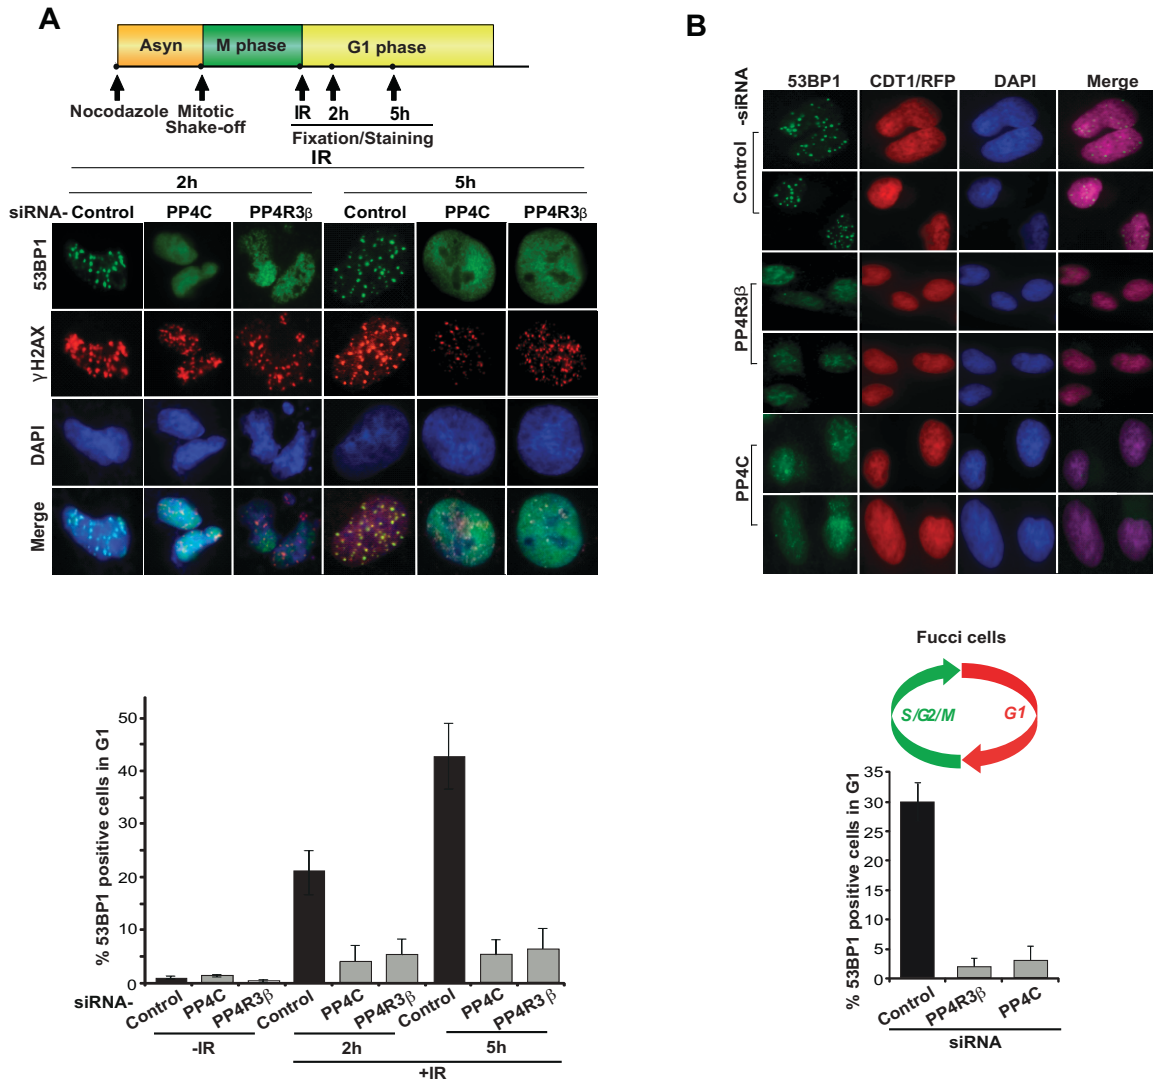 A
Asyn M phase G1 phase
Nocodazole Mitotic Shake-off IR 2h 5h
Fixation/Staining
IR
2h 5h
siRNA- Control PP4C PP4R3β Control PP4C PP4R3β
53BP1
γH2AX
DAPI
Merge
% 53BP1 positive cells in G1
50
40
30
20
10
0
siRNA- Control PP4C PP4R3β Control PP4C PP4R3β Control PP4C PP4R3β
-IR 2h 5h
+IR
B
53BP1 CDT1/RFP DAPI Merge
-siRNA
Control
PP4R3β
PP4C
Fucci cells
S/G2/M G1
% 53BP1 positive cells in G1
35
30
25
20
15
10
5
0
Control PP4R3β PP4C
siRNA